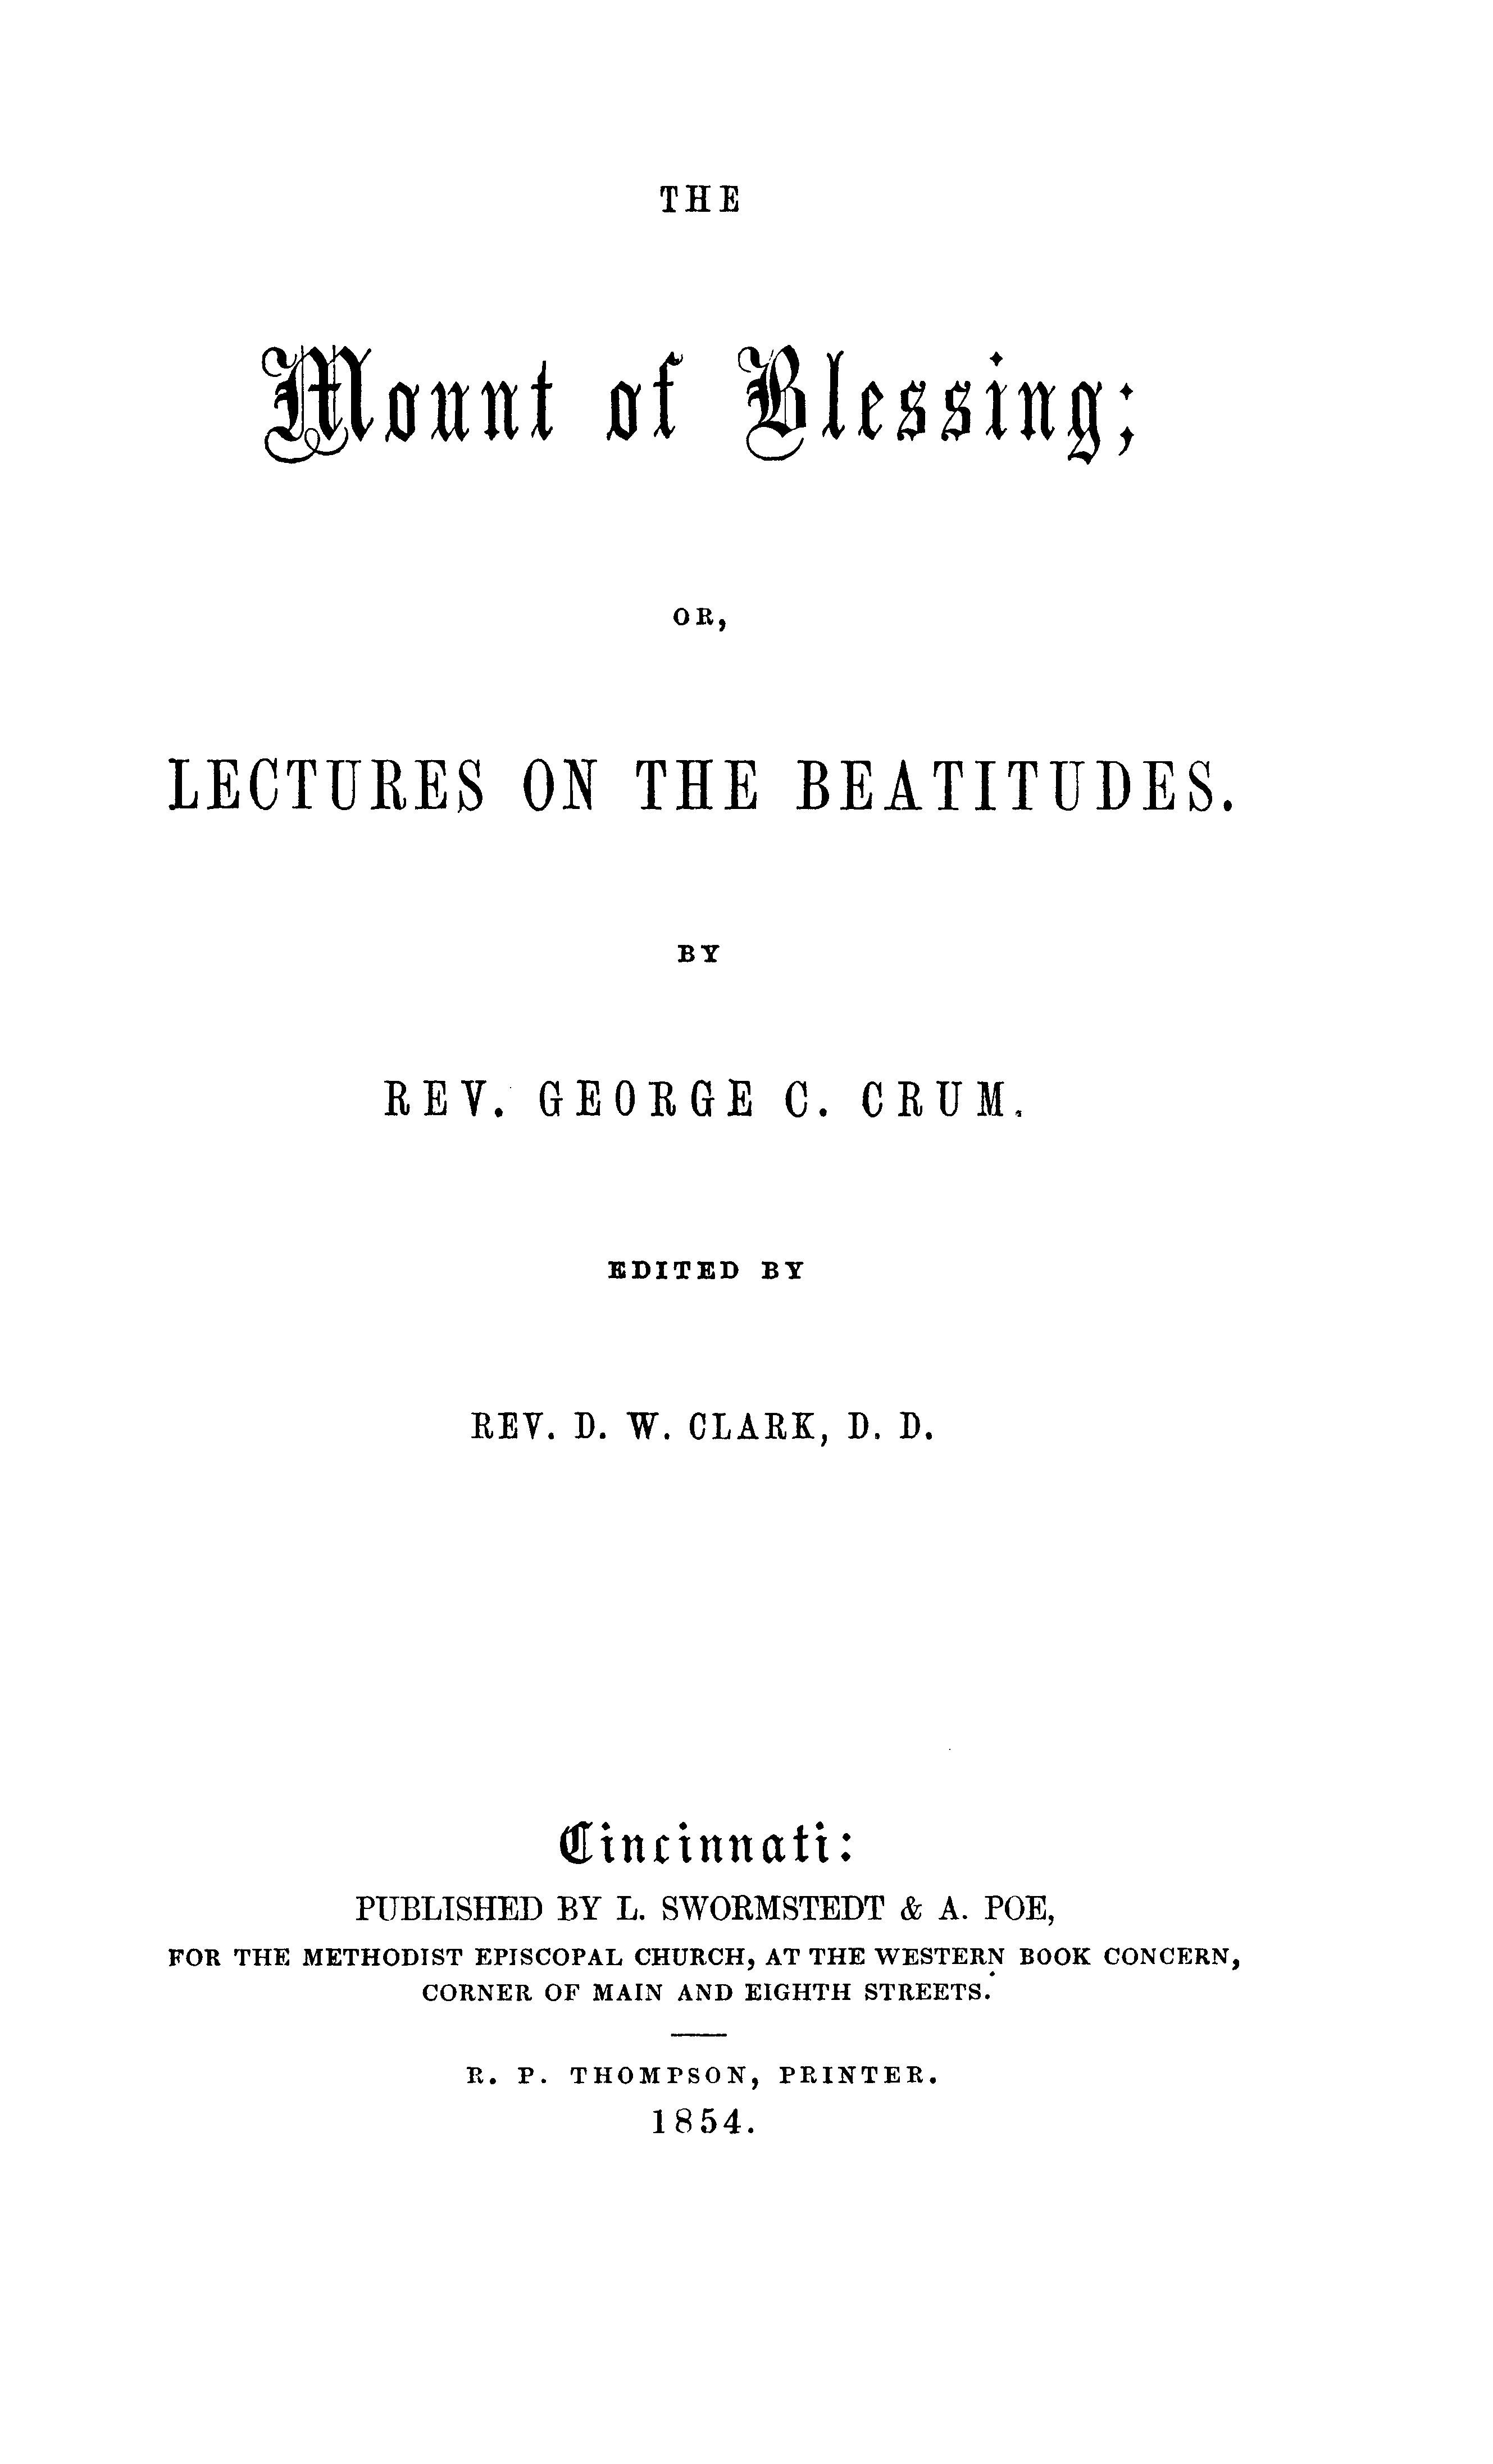 THE
Mount of Blessing;
OR,
LECTURES ON THE BEATITUDES.
BY
REV. GEORGE C. CRUM.
EDITED BY
REV. D. W. CLARK, D. D.
Cincinnati:
PUBLISHED BY L. SWORMSTEDT & A. POE,
FOR THE METHODIST EPISCOPAL CHURCH, AT THE WESTERN BOOK CONCERN,
CORNER OF MAIN AND EIGHTH STREETS.
R. P. THOMPSON, PRINTER.
1854.